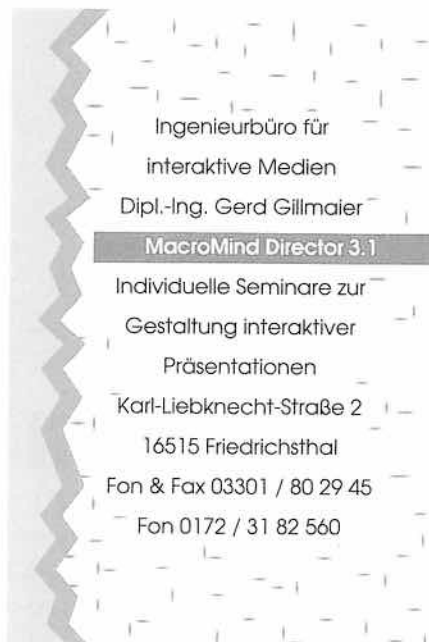 Ingenieurbüro für
interaktive Medien
Dipl.-Ing. Gerd Gillmaier
MacroMind Director 3.1
Individuelle Seminare zur
Gestaltung interaktiver
Präsentationen
Karl-Liebknecht-Straße 2
16515 Friedrichsthal
Fon & Fax 03301 / 80 29 45
Fon 0172 / 31 82 560